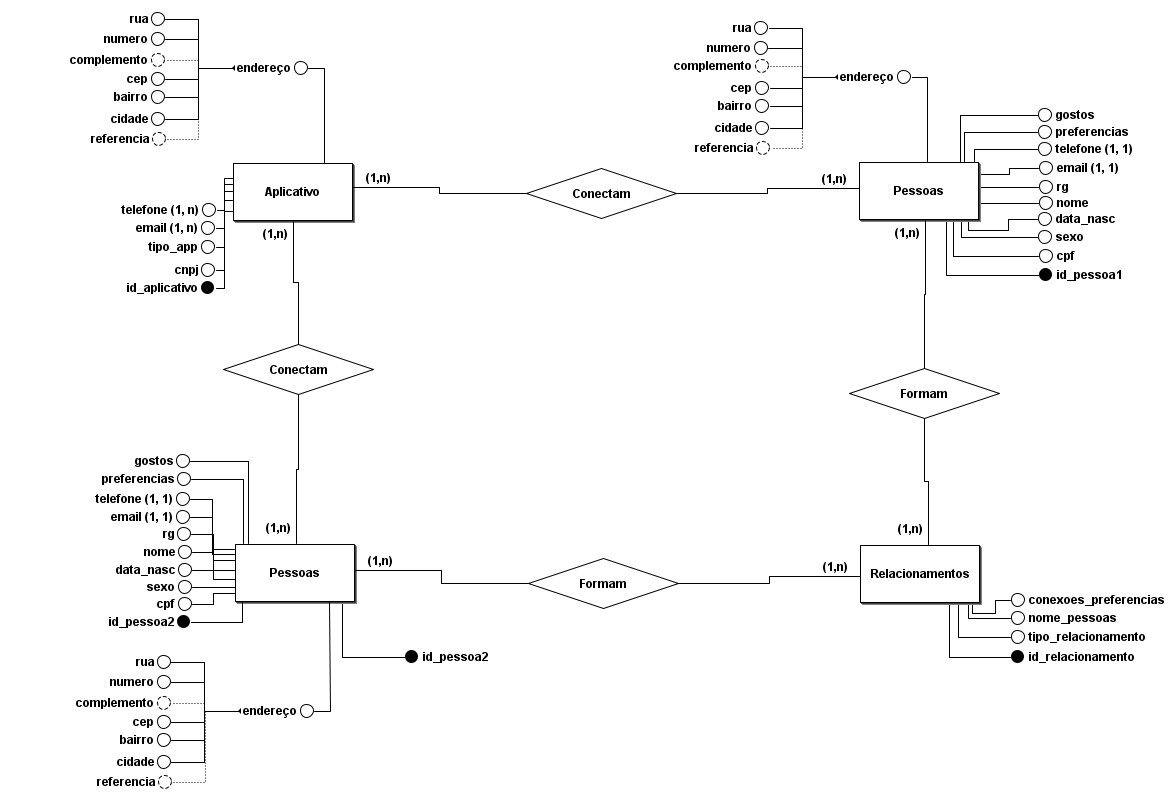 rua
numero
complemento
cep
bairro
cidade
referencia
endereço
Aplicativo
telefone (1, n)
email (1, n)
tipo_app
cnpj
id_aplicativo
(1,n)
(1,n)
Conectam
(1,n)
rua
numero
complemento
cep
bairro
cidade
referencia
endereço
Pessoas
gostos
preferencias
telefone (1, 1)
email (1, 1)
rg
nome
data_nasc
sexo
cpf
id_pessoa1
(1,n)
Conectam
Formam
(1,n)
(1,n)
gostos
preferencias
telefone (1, 1)
email (1, 1)
rg
nome
data_nasc
sexo
cpf
id_pessoa2
Pessoas
(1,n)
Formam
(1,n)
Relacionamentos
conexoes_preferencias
nome_pessoas
tipo_relacionamento
id_relacionamento
id_pessoa2
rua
numero
complemento
cep
bairro
cidade
referencia
endereço